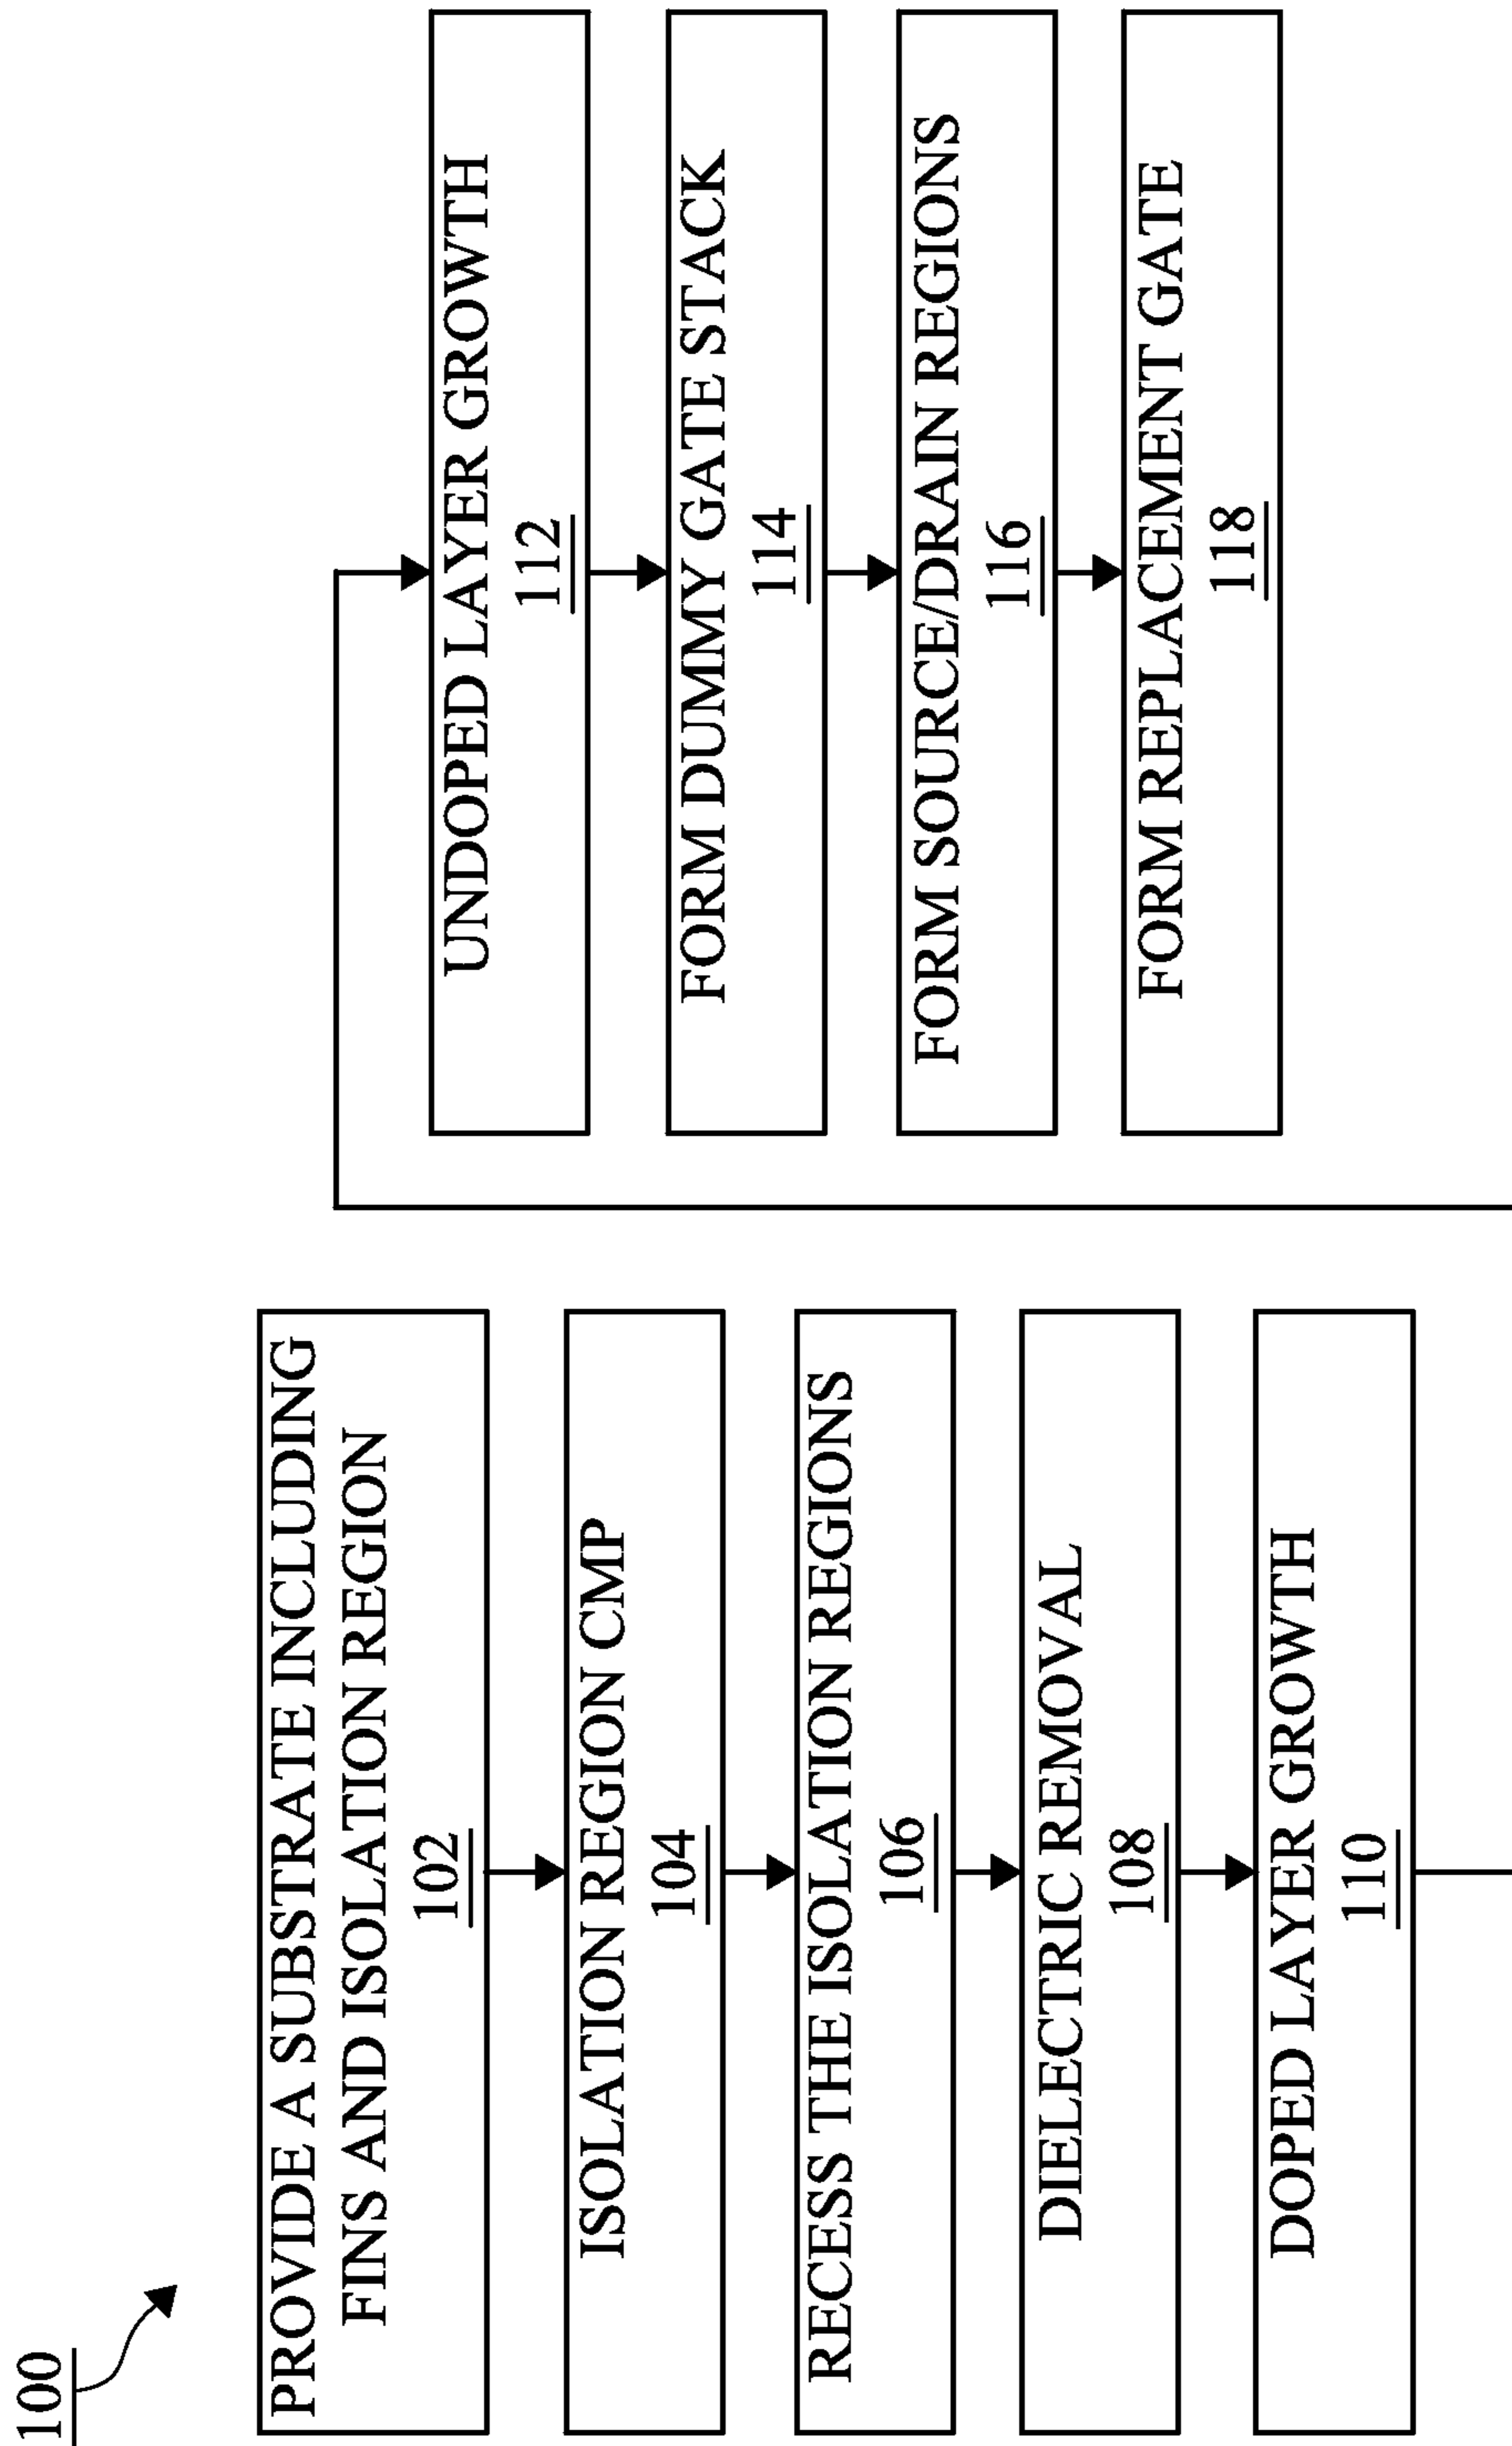 100
PROVIDE A SUBSTRATE INCLUDING
FINS AND ISOLATION REGION
102
ISOLATION REGION CMP
104
RECESS THE ISOLATION REGIONS
106
DIELECTRIC REMOVAL
108
DOPED LAYER GROWTH
110
UNDOPED LAYER GROWTH
112
FORM DUMMY GATE STACK
114
FORM SOURCE/DRAIN REGIONS
116
FORM REPLACEMENT GATE
118